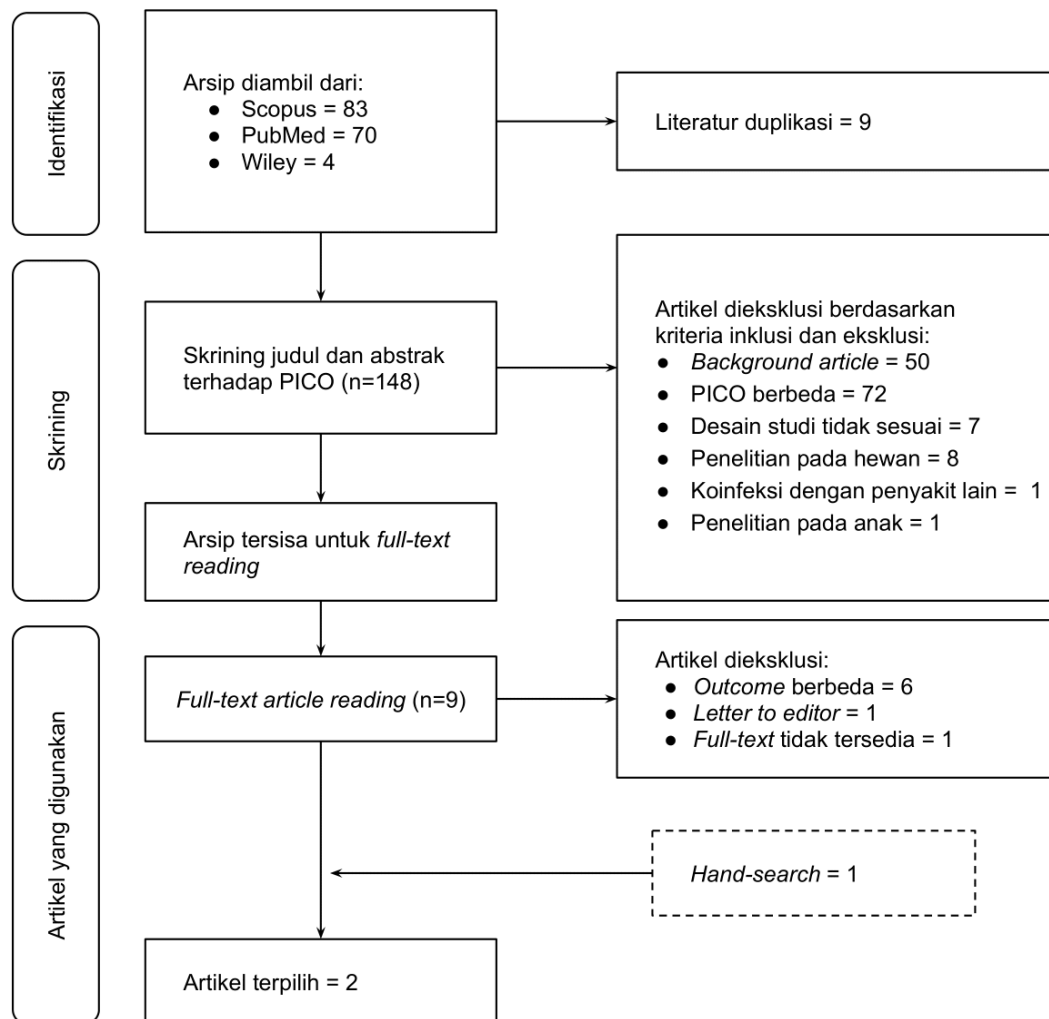 Identifikasi
Arsip diambil dari:
● Scopus = 83
● PubMed = 70
● Wiley = 4
Literatur duplikasi = 9
Skrining
Skrining judul dan abstrak
terhadap PICO (n=148)
Artikel dieksklusi berdasarkan
kriteria inklusi dan eksklusi:
● Background article = 50
● PICO berbeda = 72
● Desain studi tidak sesuai = 7
● Penelitian pada hewan = 8
● Koinfeksi dengan penyakit lain = 1
● Penelitian pada anak = 1
Arsip tersisa untuk full-text
reading
Artikel yang digunakan
Full-text article reading (n=9)
Artikel dieksklusi:
● Outcome berbeda = 6
● Letter to editor = 1
● Full-text tidak tersedia = 1
Hand-search = 1
Artikel terpilih = 2